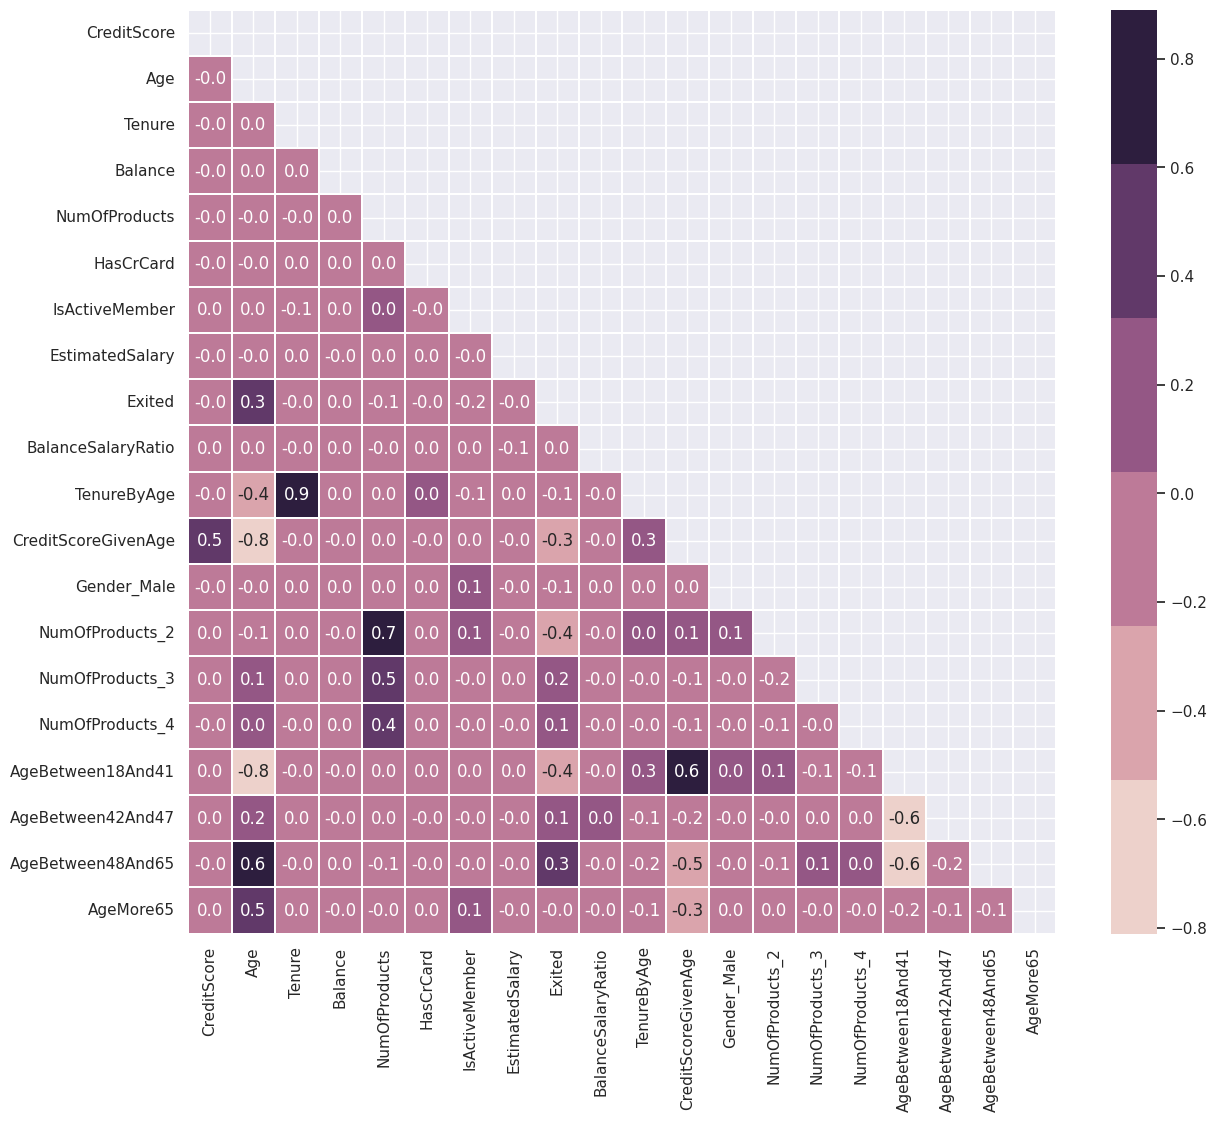 CreditScore
Age -0.0
Tenure -0.0 0.0
Balance -0.0 0.0 0.0
NumOfProducts -0.0 -0.0 -0.0 0.0
HasCrCard -0.0 -0.0 0.0 0.0 0.0
IsActiveMember 0.0 0.0 -0.1 0.0 0.0 -0.0
EstimatedSalary -0.0 -0.0 0.0 -0.0 0.0 0.0 -0.0
Exited -0.0 0.3 -0.0 0.0 -0.1 -0.0 -0.2 -0.0
BalanceSalaryRatio 0.0 0.0 -0.0 0.0 -0.0 0.0 0.0 -0.1 0.0
TenureByAge -0.0 -0.4 0.9 0.0 0.0 0.0 -0.1 0.0 -0.1 -0.0
CreditScoreGivenAge 0.5 -0.8 -0.0 -0.0 0.0 -0.0 0.0 -0.0 -0.3 -0.0 0.3
Gender_Male -0.0 -0.0 0.0 0.0 0.0 0.0 0.1 -0.0 -0.1 0.0 0.0 0.0
NumOfProducts_2 0.0 -0.1 0.0 -0.0 0.7 0.0 0.1 -0.0 -0.4 -0.0 0.0 0.1 0.1
NumOfProducts_3 0.0 0.1 0.0 0.0 0.5 0.0 -0.0 0.0 0.2 -0.0 -0.0 -0.1 -0.0 -0.2
NumOfProducts_4 -0.0 0.0 -0.0 0.0 0.4 0.0 -0.0 -0.0 0.1 -0.0 -0.0 -0.1 -0.0 -0.1 -0.0
AgeBetween18And41 0.0 -0.8 -0.0 -0.0 0.0 0.0 0.0 0.0 -0.4 -0.0 0.3 0.6 0.0 0.1 -0.1 -0.1
AgeBetween42And47 0.0 0.2 0.0 -0.0 0.0 -0.0 -0.0 -0.0 0.1 0.0 -0.1 -0.2 -0.0 -0.0 0.0 0.0 -0.6
AgeBetween48And65 -0.0 0.6 -0.0 0.0 -0.1 -0.0 -0.0 -0.0 0.3 -0.0 -0.2 -0.5 -0.0 -0.1 0.1 0.0 -0.6 -0.2
AgeMore65 0.0 0.5 0.0 -0.0 -0.0 0.0 0.1 -0.0 -0.0 -0.0 -0.1 -0.3 0.0 0.0 -0.0 -0.0 -0.2 -0.1 -0.1
CreditScore
Age
Tenure
Balance
NumOfProducts
HasCrCard
IsActiveMember
EstimatedSalary
Exited
BalanceSalaryRatio
TenureByAge
CreditScoreGivenAge
Gender_Male
NumOfProducts_2
NumOfProducts_3
NumOfProducts_4
AgeBetween18And41
AgeBetween42And47
AgeBetween48And65
AgeMore65
0.8
0.6
0.4
0.2
0.0
−0.2
−0.4
−0.6
−0.8